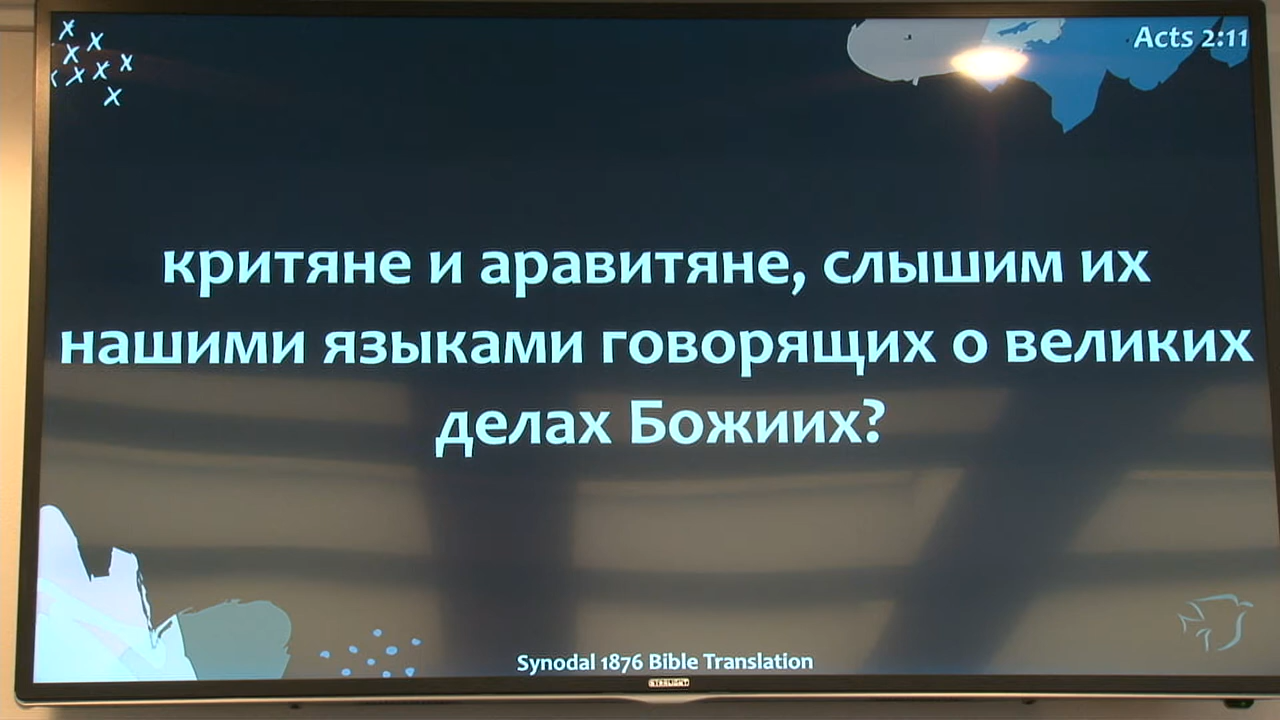 Acts 2:11
критяне и аравитяне, слышим их
нашими языками говорящих о великих
делах Божиих?
Synodal 1876 Bible Translation